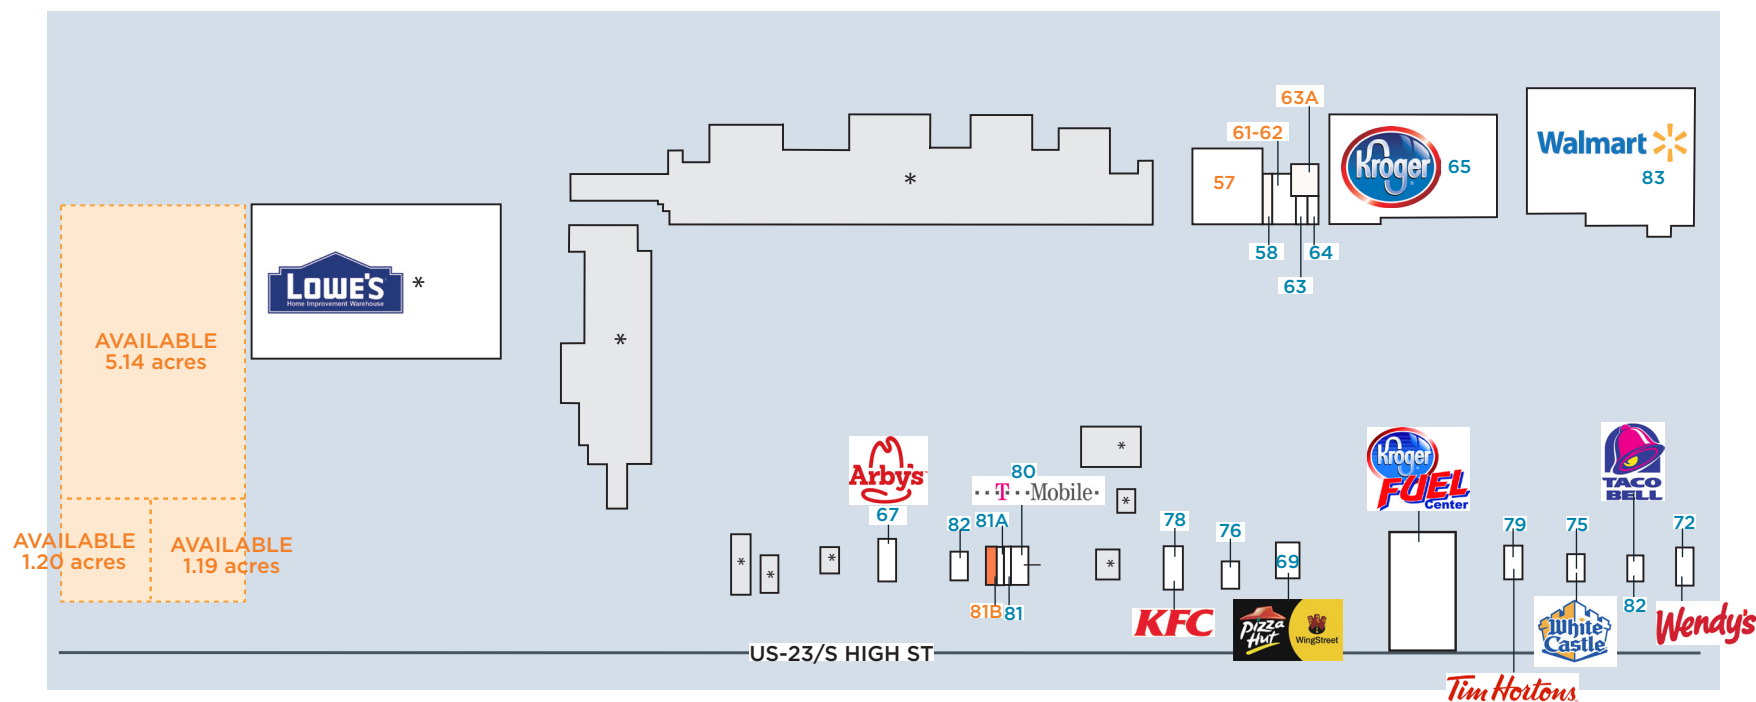 63A
61-62
57
Kroger
65
Walmart
83
58
64
63
*
LOWE'S
Home Improvement Warehouse
*
*
AVAILABLE
5.14 acres
AVAILABLE
1.20 acres
AVAILABLE
1.19 acres
Arby's
67
*
*
*
82
81A
80
T · · Mobile
81B
81
*
*
*
78
KFC
76
69
Pizza
Hut
WingStreet
Kroger
FUEL
Center
79
Tim Hortons
75
White
Castle
TACO
BELL
82
72
Wendy's
US-23/S HIGH ST